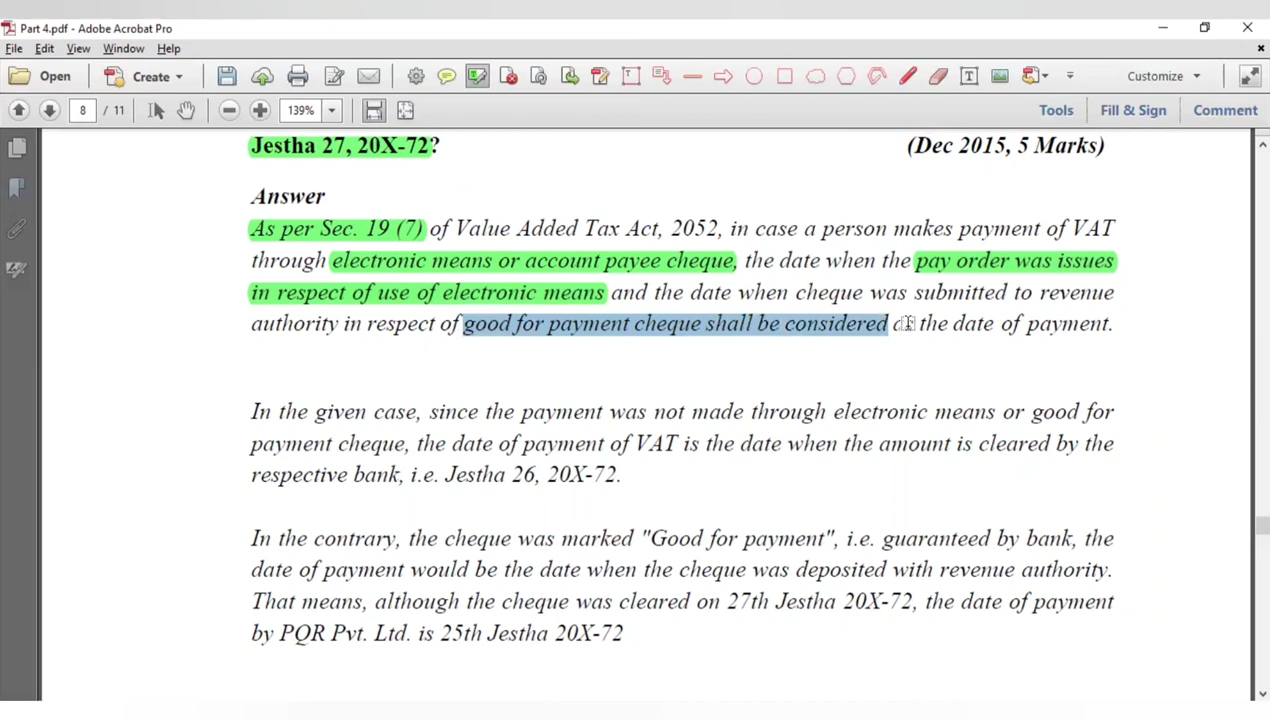 Part 4.pdf - Adobe Acrobat Pro
File Edit View Window Help
Open Create Customize
8 / 11 139% Tools Fill & Sign Comment
Jestha 27, 20X-72? (Dec 2015, 5 Marks)
Answer
As per Sec. 19 (7) of Value Added Tax Act, 2052, in case a person makes payment of VAT
through electronic means or account payee cheque, the date when the pay order was issues
in respect of use of electronic means and the date when cheque was submitted to revenue
authority in respect of good for payment cheque shall be considered the date of payment.
In the given case, since the payment was not made through electronic means or good for
payment cheque, the date of payment of VAT is the date when the amount is cleared by the
respective bank, i.e. Jestha 26, 20X-72.
In the contrary, the cheque was marked "Good for payment", i.e. guaranteed by bank, the
date of payment would be the date when the cheque was deposited with revenue authority.
That means, although the cheque was cleared on 27th Jestha 20X-72, the date of payment
by PQR Pvt. Ltd. is 25th Jestha 20X-72